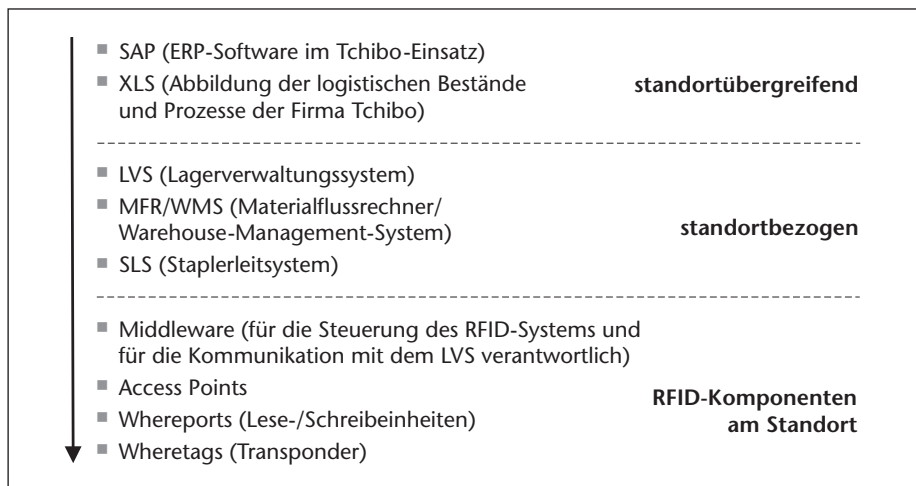 ■ SAP (ERP-Software im Tchibo-Einsatz)
■ XLS (Abbildung der logistischen Bestände
und Prozesse der Firma Tchibo)
standortübergreifend
■ LVS (Lagerverwaltungssystem)
■ MFR/WMS (Materialflussrechner/
Warehouse-Management-System)
■ SLS (Staplerleitsystem)
standortbezogen
■ Middleware (für die Steuerung des RFID-Systems und
für die Kommunikation mit dem LVS verantwortlich)
■ Access Points
■ Whereports (Lese-/Schreibeinheiten)
■ Wheretags (Transponder)
RFID-Komponenten
am Standort